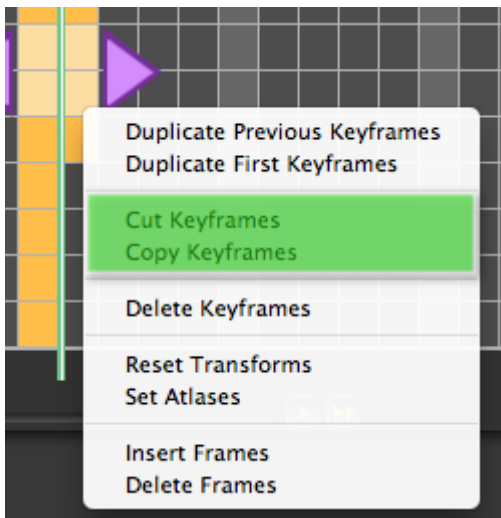 Duplicate Previous Keyframes
Duplicate First Keyframes
Cut Keyframes
Copy Keyframes
Delete Keyframes
Reset Transforms
Set Atlases
Insert Frames
Delete Frames